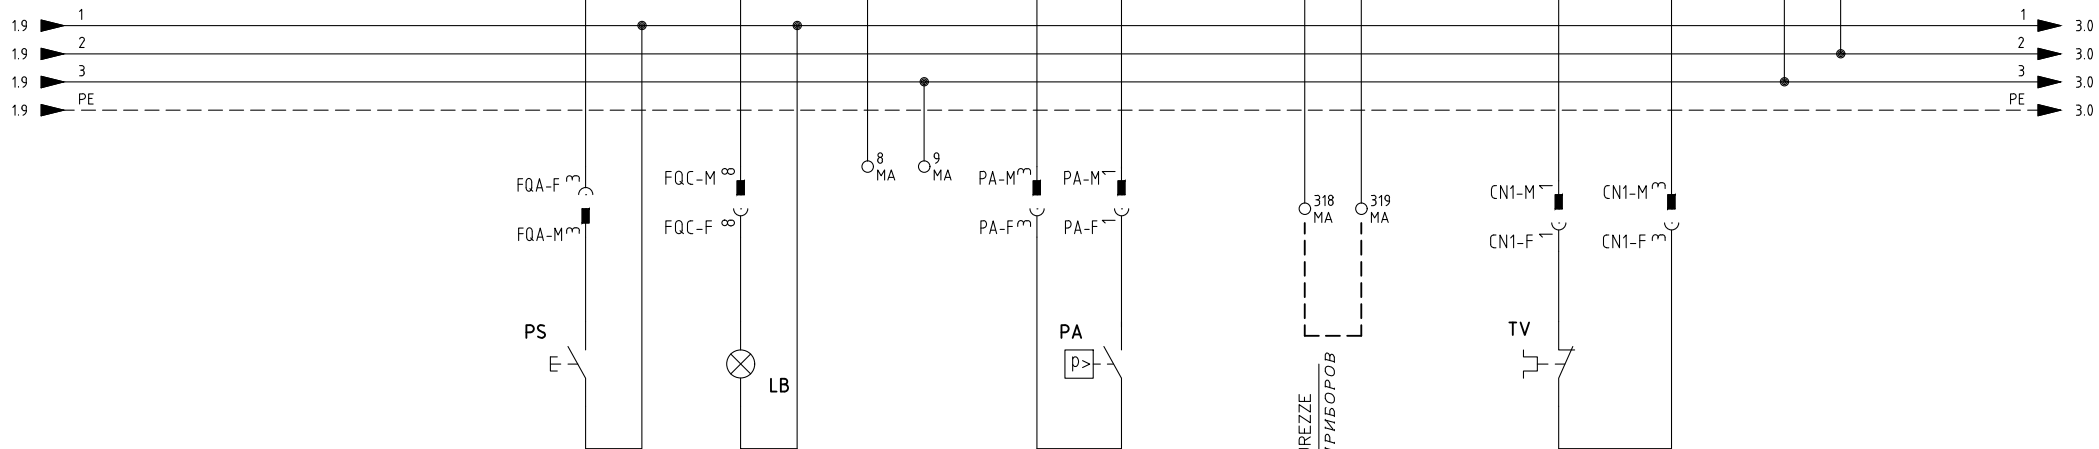 1.9 1 1 3.0
1.9 2 2 3.0
1.9 3 3 3.0
1.9 PE PE 3.0
8 9
MA MA
FQA-F 3 FQC-M 8 PA-M 3 PA-M 1 CN1-M 1 CN1-M 3
318 319
MA MA
FQA-M 3 FQC-F 8 PA-F 3 PA-F 1 CN1-F 1 CN1-F 3
PS PA TV
P>
LB